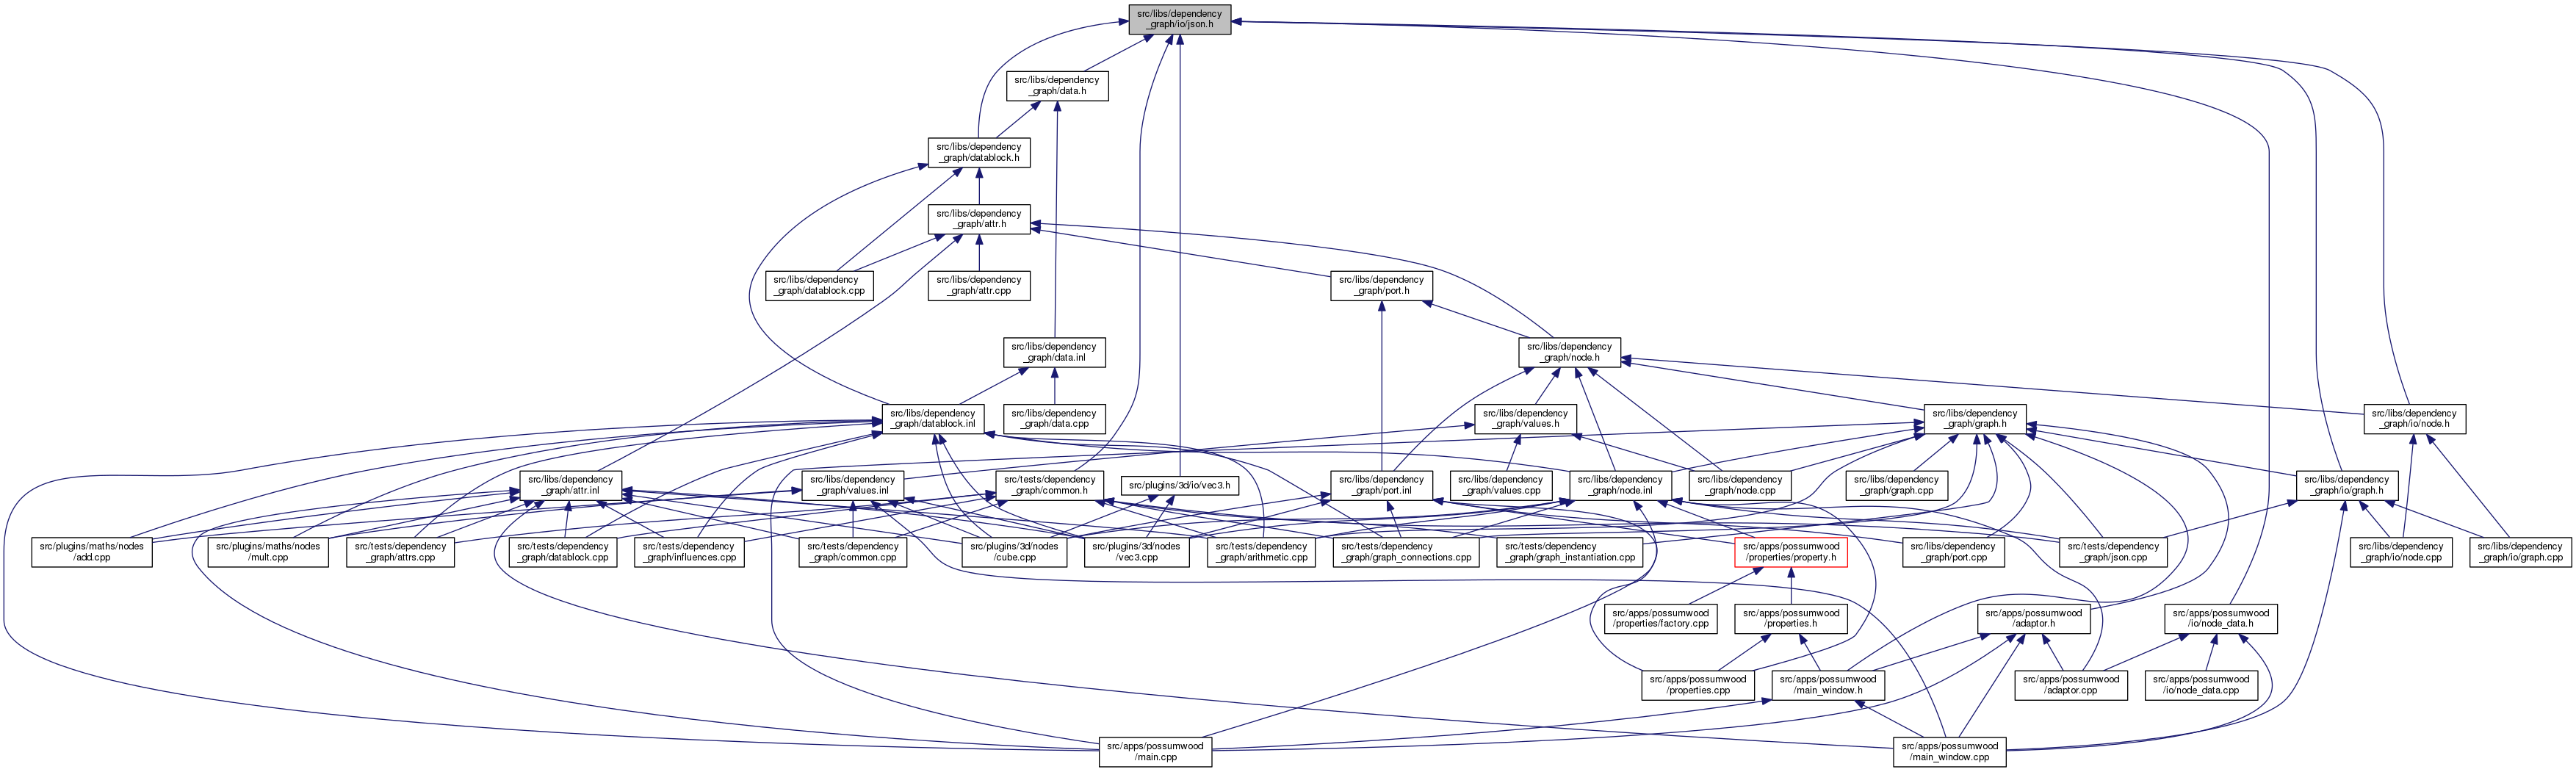 src/libs/dependency
_graph/io/json.h
src/libs/dependency
_graph/data.h
src/libs/dependency
_graph/datablock.h
src/libs/dependency
_graph/attr.h
src/libs/dependency
_graph/datablock.cpp
src/libs/dependency
_graph/attr.cpp
src/libs/dependency
_graph/port.h
src/libs/dependency
_graph/data.inl
src/libs/dependency
_graph/node.h
src/libs/dependency
_graph/datablock.inl
src/libs/dependency
_graph/data.cpp
src/libs/dependency
_graph/values.h
src/libs/dependency
_graph/graph.h
src/libs/dependency
_graph/io/node.h
src/libs/dependency
_graph/attr.inl
src/libs/dependency
_graph/values.inl
src/tests/dependency
_graph/common.h
src/plugins/3d/io/vec3.h
src/libs/dependency
_graph/port.inl
src/libs/dependency
_graph/values.cpp
src/libs/dependency
_graph/node.inl
src/libs/dependency
_graph/node.cpp
src/libs/dependency
_graph/graph.cpp
src/libs/dependency
_graph/io/graph.h
src/plugins/maths/nodes
/add.cpp
src/plugins/maths/nodes
/mult.cpp
src/tests/dependency
_graph/attrs.cpp
src/tests/dependency
_graph/datablock.cpp
src/tests/dependency
_graph/influences.cpp
src/tests/dependency
_graph/common.cpp
src/plugins/3d/nodes
/cube.cpp
src/plugins/3d/nodes
/vec3.cpp
src/tests/dependency
_graph/arithmetic.cpp
src/tests/dependency
_graph/graph_connections.cpp
src/tests/dependency
_graph/graph_instantiation.cpp
src/apps/possumwood
/properties/property.h
src/libs/dependency
_graph/port.cpp
src/tests/dependency
_graph/json.cpp
src/libs/dependency
_graph/io/node.cpp
src/libs/dependency
_graph/io/graph.cpp
src/apps/possumwood
/properties/factory.cpp
src/apps/possumwood
/properties.h
src/apps/possumwood
/adaptor.h
src/apps/possumwood
/io/node_data.h
src/apps/possumwood
/properties.cpp
src/apps/possumwood
/main_window.h
src/apps/possumwood
/adaptor.cpp
src/apps/possumwood
/io/node_data.cpp
src/apps/possumwood
/main.cpp
src/apps/possumwood
/main_window.cpp